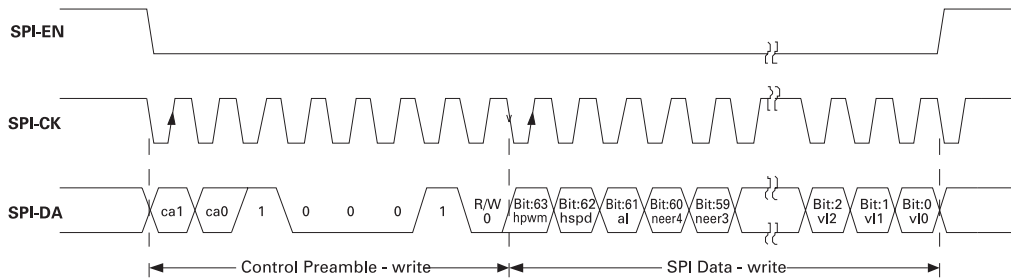 SPI-EN
SPI-CK
v
SPI-DA
ca1 ca0 1 0 0 0 1 R/W 0 Bit:63 hpwm Bit:62 hspd Bit:61 al Bit:60 neer4 Bit:59 neer3 Bit:2 vl2 Bit:1 vl1 Bit:0 vl0
Control Preamble - write SPI Data - write